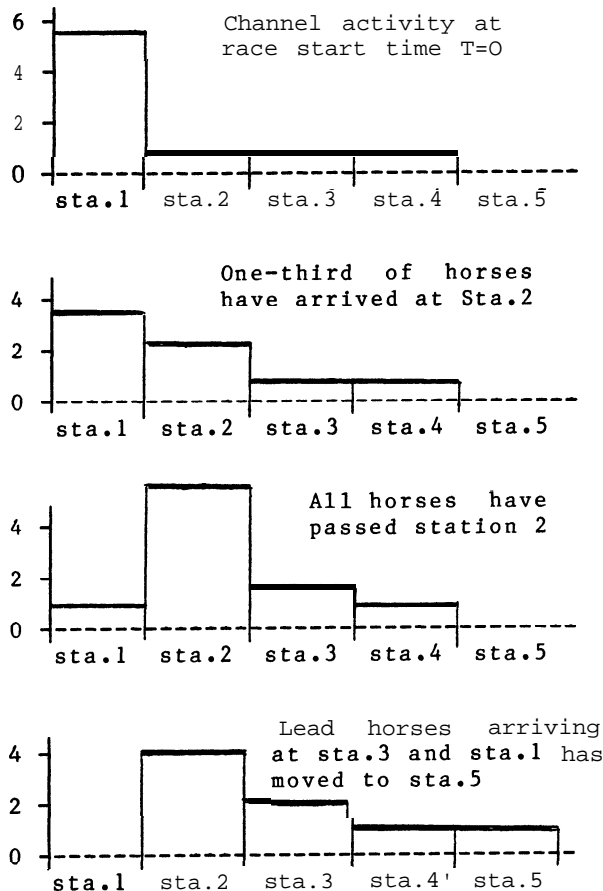 6
Channel activity at
race start time T=O
4
2
0
sta.1 sta.2 sta.3 sta.4 sta.5
One-third of horses
have arrived at Sta.2
4
2
0
sta.1 sta.2 sta.3 sta.4 sta.5
All horses have
passed station 2
4
2
0
sta.1 sta.2 sta.3 sta.4 sta.5
Lead horses arriving
at sta.3 and sta.1 has
moved to sta.5
4
2
0
sta.1 sta.2 sta.3 sta.4' sta.5